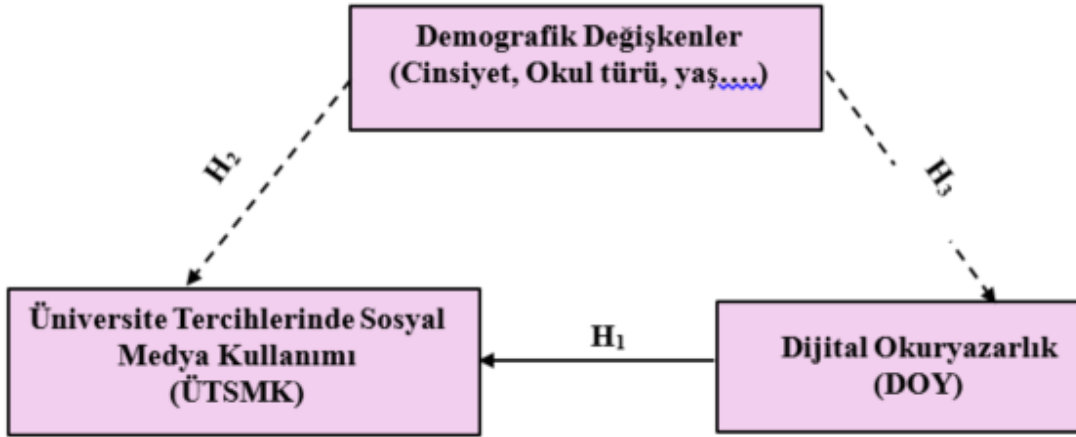 Demografik Değişkenler
(Cinsiyet, Okul türü, yaş….)
H₂
H₃
Üniversite Tercihlerinde Sosyal
Medya Kullanımı
(ÜTSMK)
H₁
Dijital Okuryazarlık
(DOY)